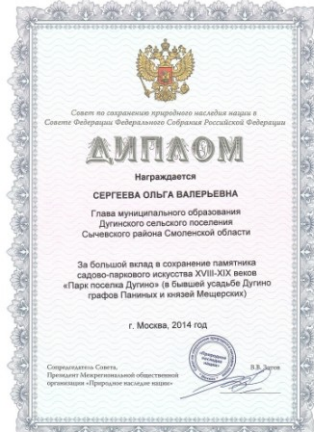 Совет по сохранению природного наследия нации в
Совете Федерации Федерального Собрания Российской Федерации
ДИПЛОМ
Награждается
СЕРГЕЕВА ОЛЬГА ВАЛЕРЬЕВНА
Глава муниципального образования
Дугинского сельского поселения
Сычевского района Смоленской области
За большой вклад в сохранение памятника
садово-паркового искусства XVIII-XIX веков
«Парк поселка Дугино» (в бывшей усадьбе Дугино
графов Паниных и князей Мещерских)
г. Москва, 2014 год
Сопредседатель Совета,
Президент Межрегиональной общественной
организации «Природное наследие нации»
«Природное
наследие
нации»
В.В.